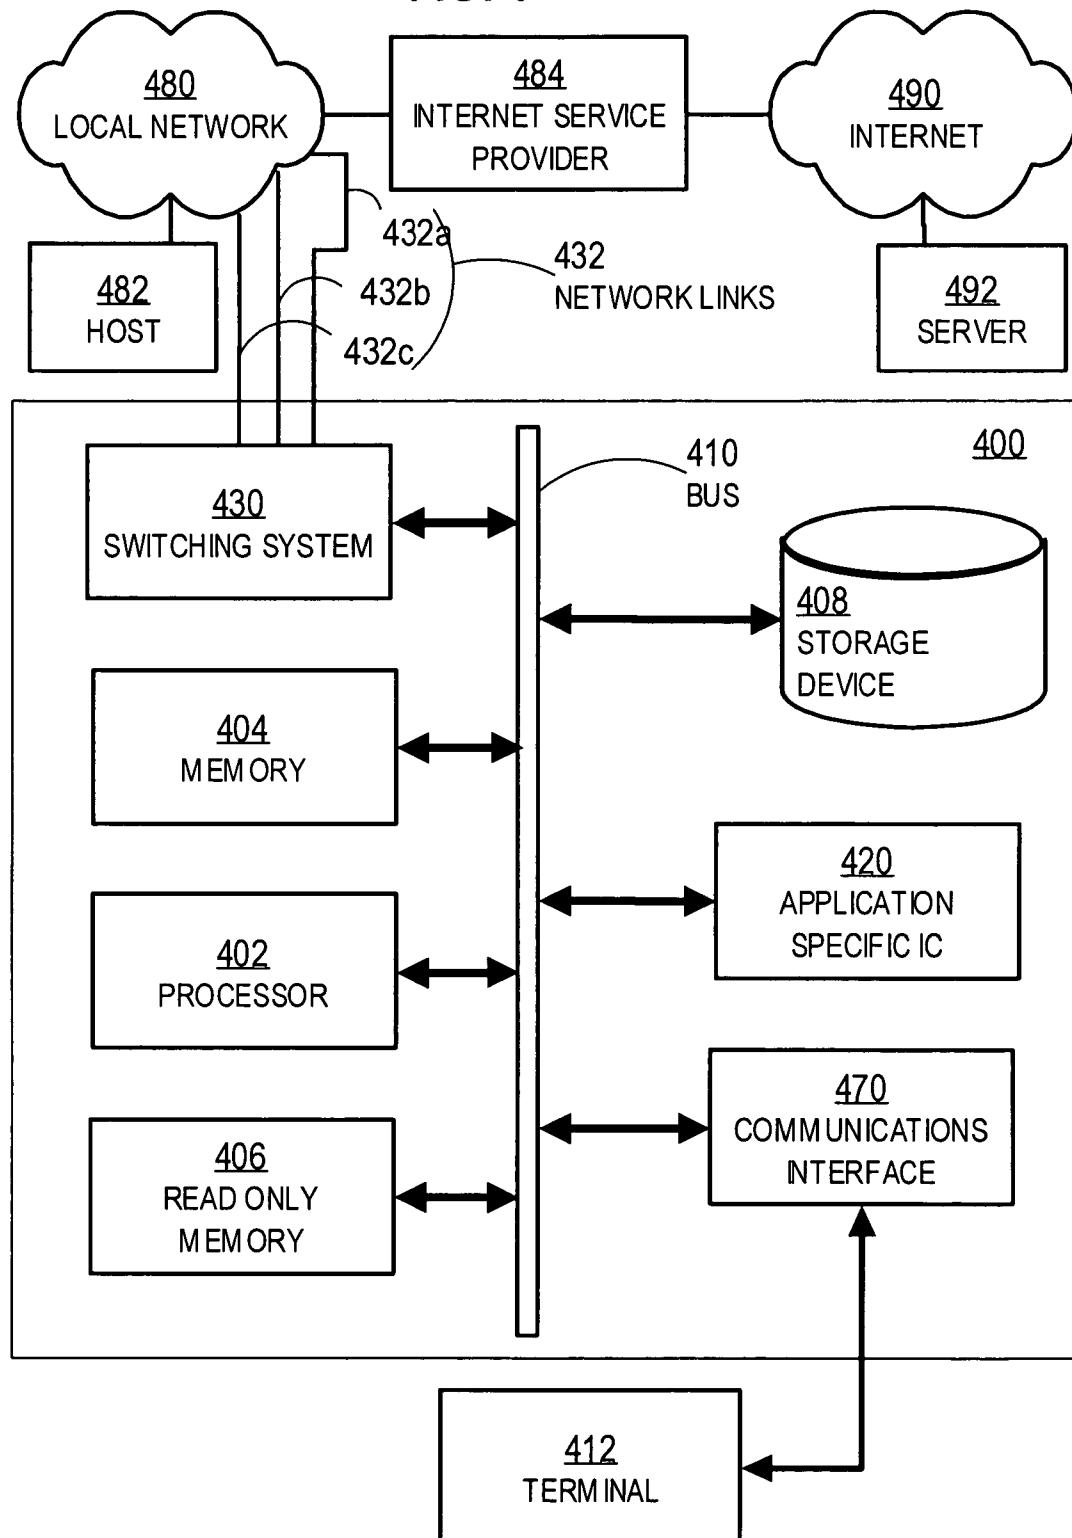 480
LOCAL NETWORK
484
INTERNET SERVICE
PROVIDER
490
INTERNET
482
HOST
432a
432b
432c
432
NETWORK LINKS
492
SERVER
400
430
SWITCHING SYSTEM
410
BUS
408
STORAGE
DEVICE
404
MEMORY
420
APPLICATION
SPECIFIC IC
402
PROCESSOR
470
COMMUNICATIONS
INTERFACE
406
READ ONLY
MEMORY
412
TERMINAL